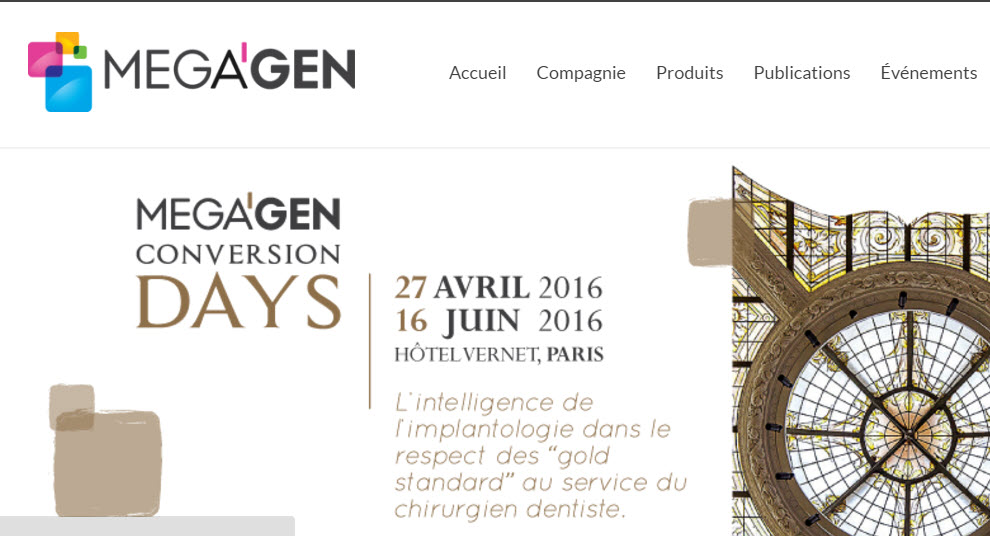 MEGA'GEN
Accueil Compagnie Produits Publications Événements
MEGA'GEN
CONVERSION
DAYS
27 AVRIL 2016
16 JUIN 2016
HÔTEL VERNET, PARIS
L'intelligence de
l'implantologie dans le
respect des “gold
standard” au service du
chirurgien dentiste.